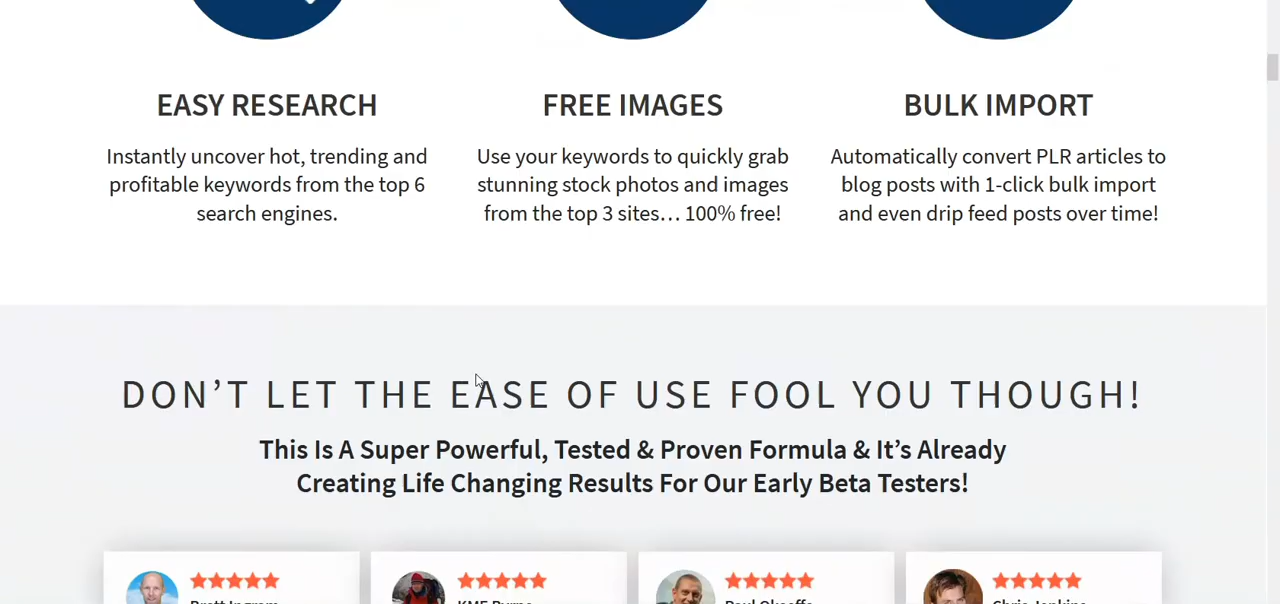 EASY RESEARCH
Instantly uncover hot, trending and
profitable keywords from the top 6
search engines.
FREE IMAGES
Use your keywords to quickly grab
stunning stock photos and images
from the top 3 sites... 100% free!
BULK IMPORT
Automatically convert PLR articles to
blog posts with 1-click bulk import
and even drip feed posts over time!
DON’T LET THE EASE OF USE FOOL YOU THOUGH!
This Is A Super Powerful, Tested & Proven Formula & It’s Already
Creating Life Changing Results For Our Early Beta Testers!